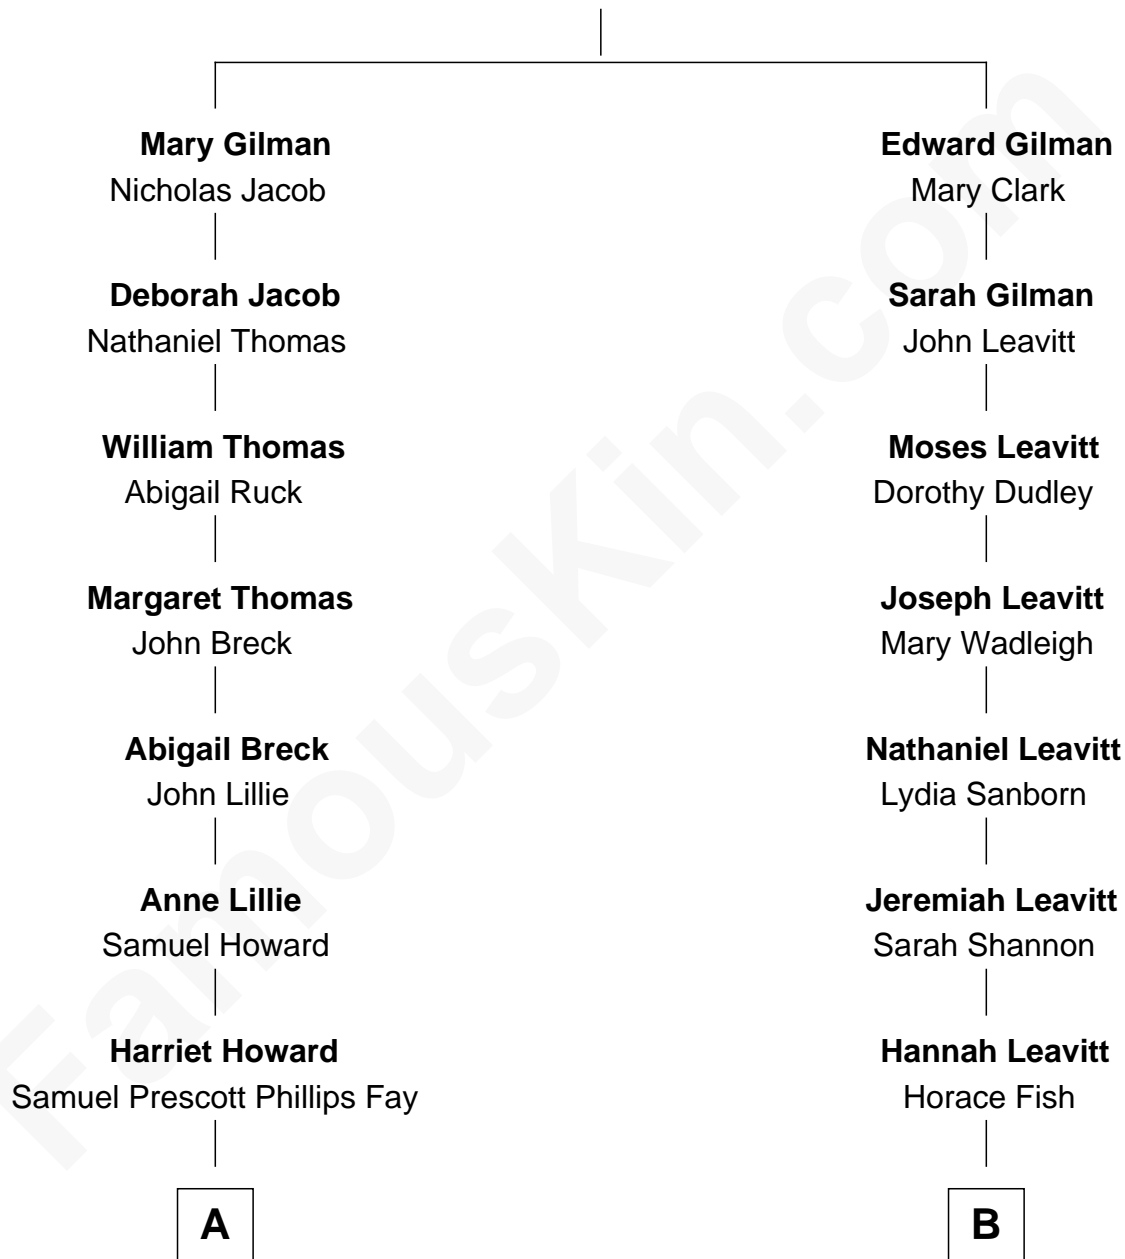 Mary Gilman
Nicholas Jacob
Deborah Jacob
Nathaniel Thomas
William Thomas
Abigail Ruck
Margaret Thomas
John Breck
Abigail Breck
John Lillie
Anne Lillie
Samuel Howard
Harriet Howard
Samuel Prescott Phillips Fay
A
Edward Gilman
Mary Clark
Sarah Gilman
John Leavitt
Moses Leavitt
Dorothy Dudley
Joseph Leavitt
Mary Wadleigh
Nathaniel Leavitt
Lydia Sanborn
Jeremiah Leavitt
Sarah Shannon
Hannah Leavitt
Horace Fish
B
FamousKin.com